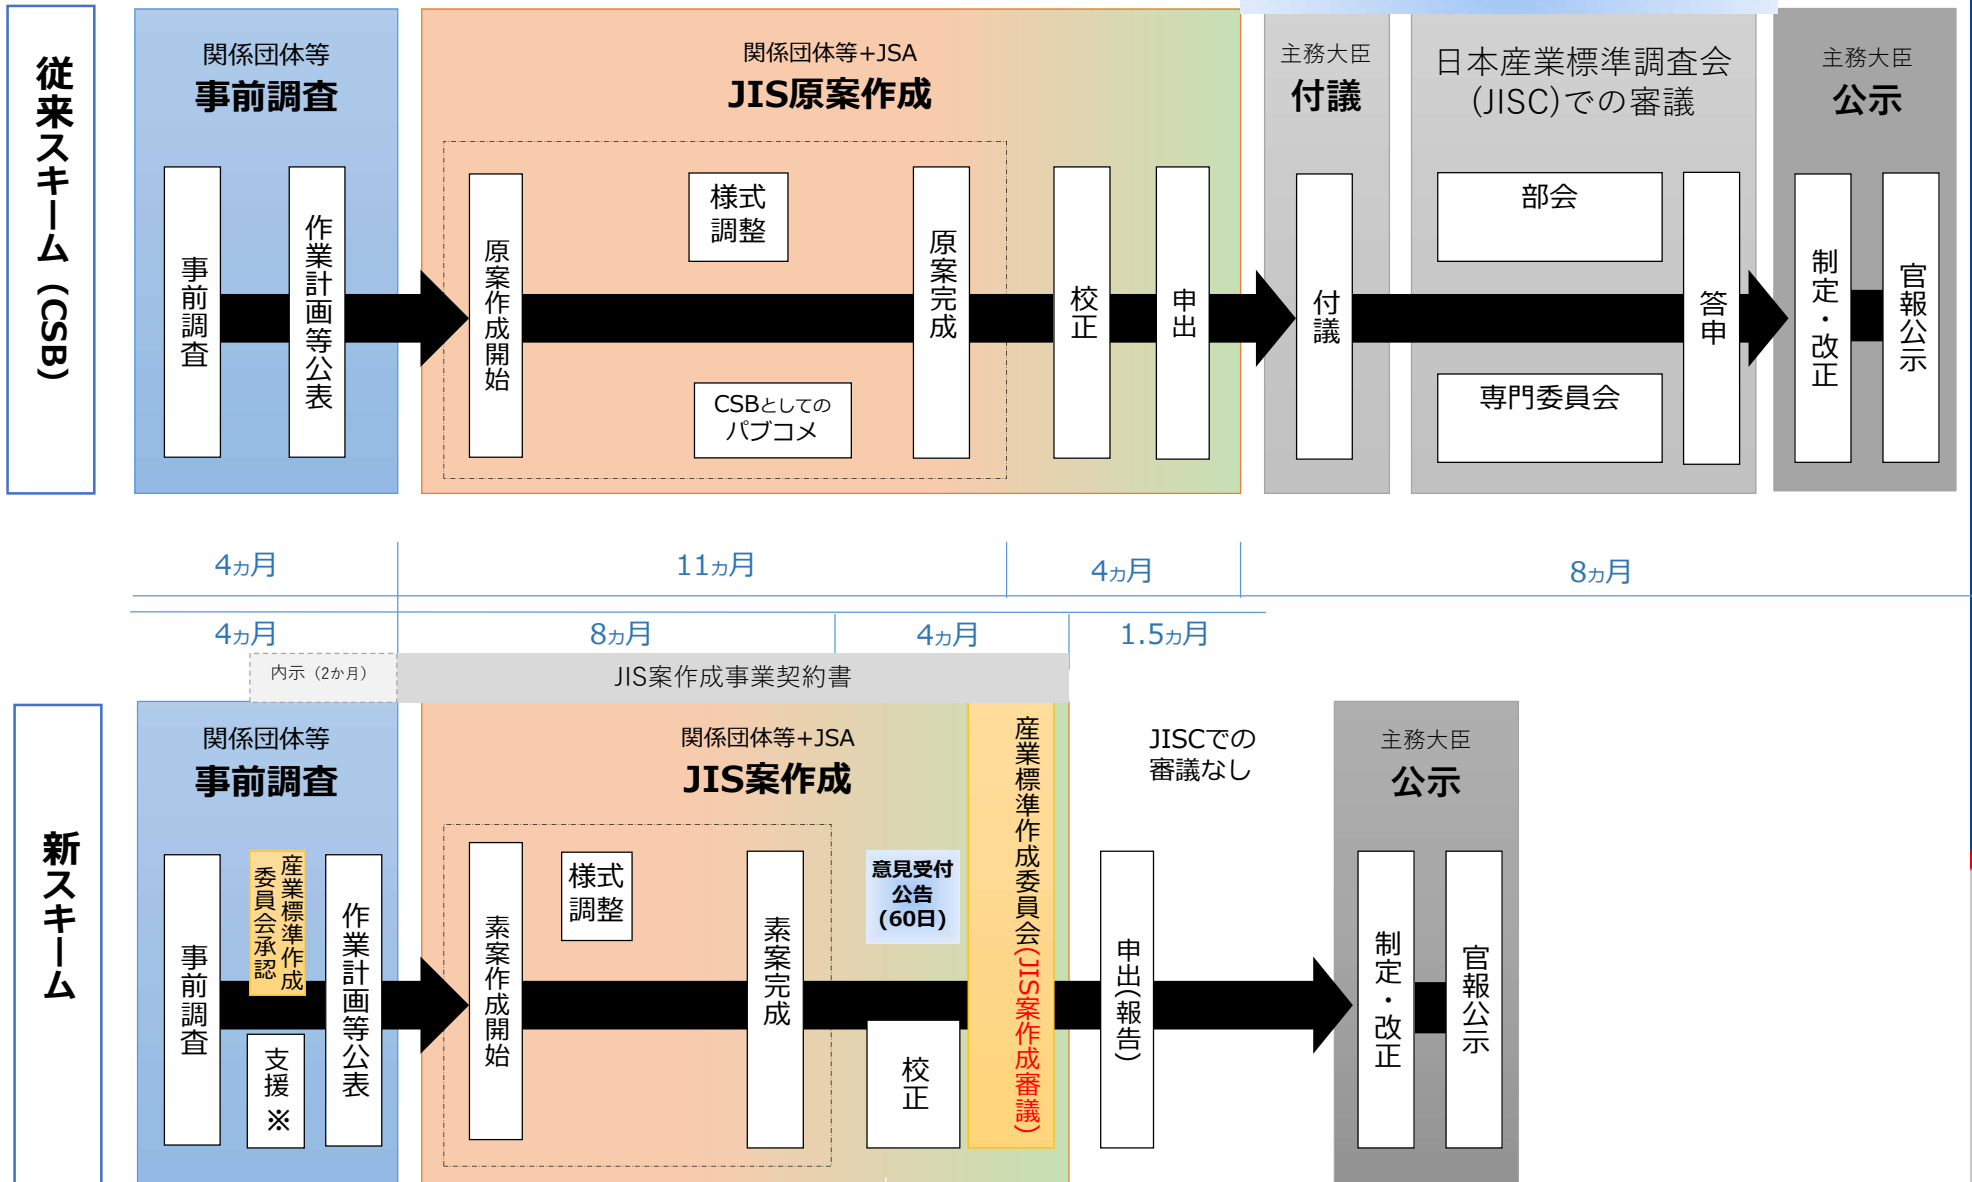 従来スキーム（CSB）
関係団体等
事前調査
事前調査
作業計画等公表
関係団体等+JSA
JIS原案作成
原案作成開始
様式
調整
CSBとしての
パブコメ
原案完成
校正
申出
主務大臣
付議
付議
日本産業標準調査会
(JISC)での審議
部会
専門委員会
答申
主務大臣
公示
制定・改正
官報公示
4カ月
11カ月
4カ月
8カ月
4カ月
8カ月
4カ月
1.5カ月
内示（2か月）
JIS案作成事業契約書
新スキーム
関係団体等
事前調査
事前調査
産業標準作成
委員会承認
支援
※
作業計画等公表
関係団体等+JSA
JIS案作成
素案作成開始
様式
調整
素案完成
意見受付
公告
(60日)
校正
産業標準作成委員会(JIS案作成審議)
JISCでの
審議なし
申出(報告)
主務大臣
公示
制定・改正
官報公示